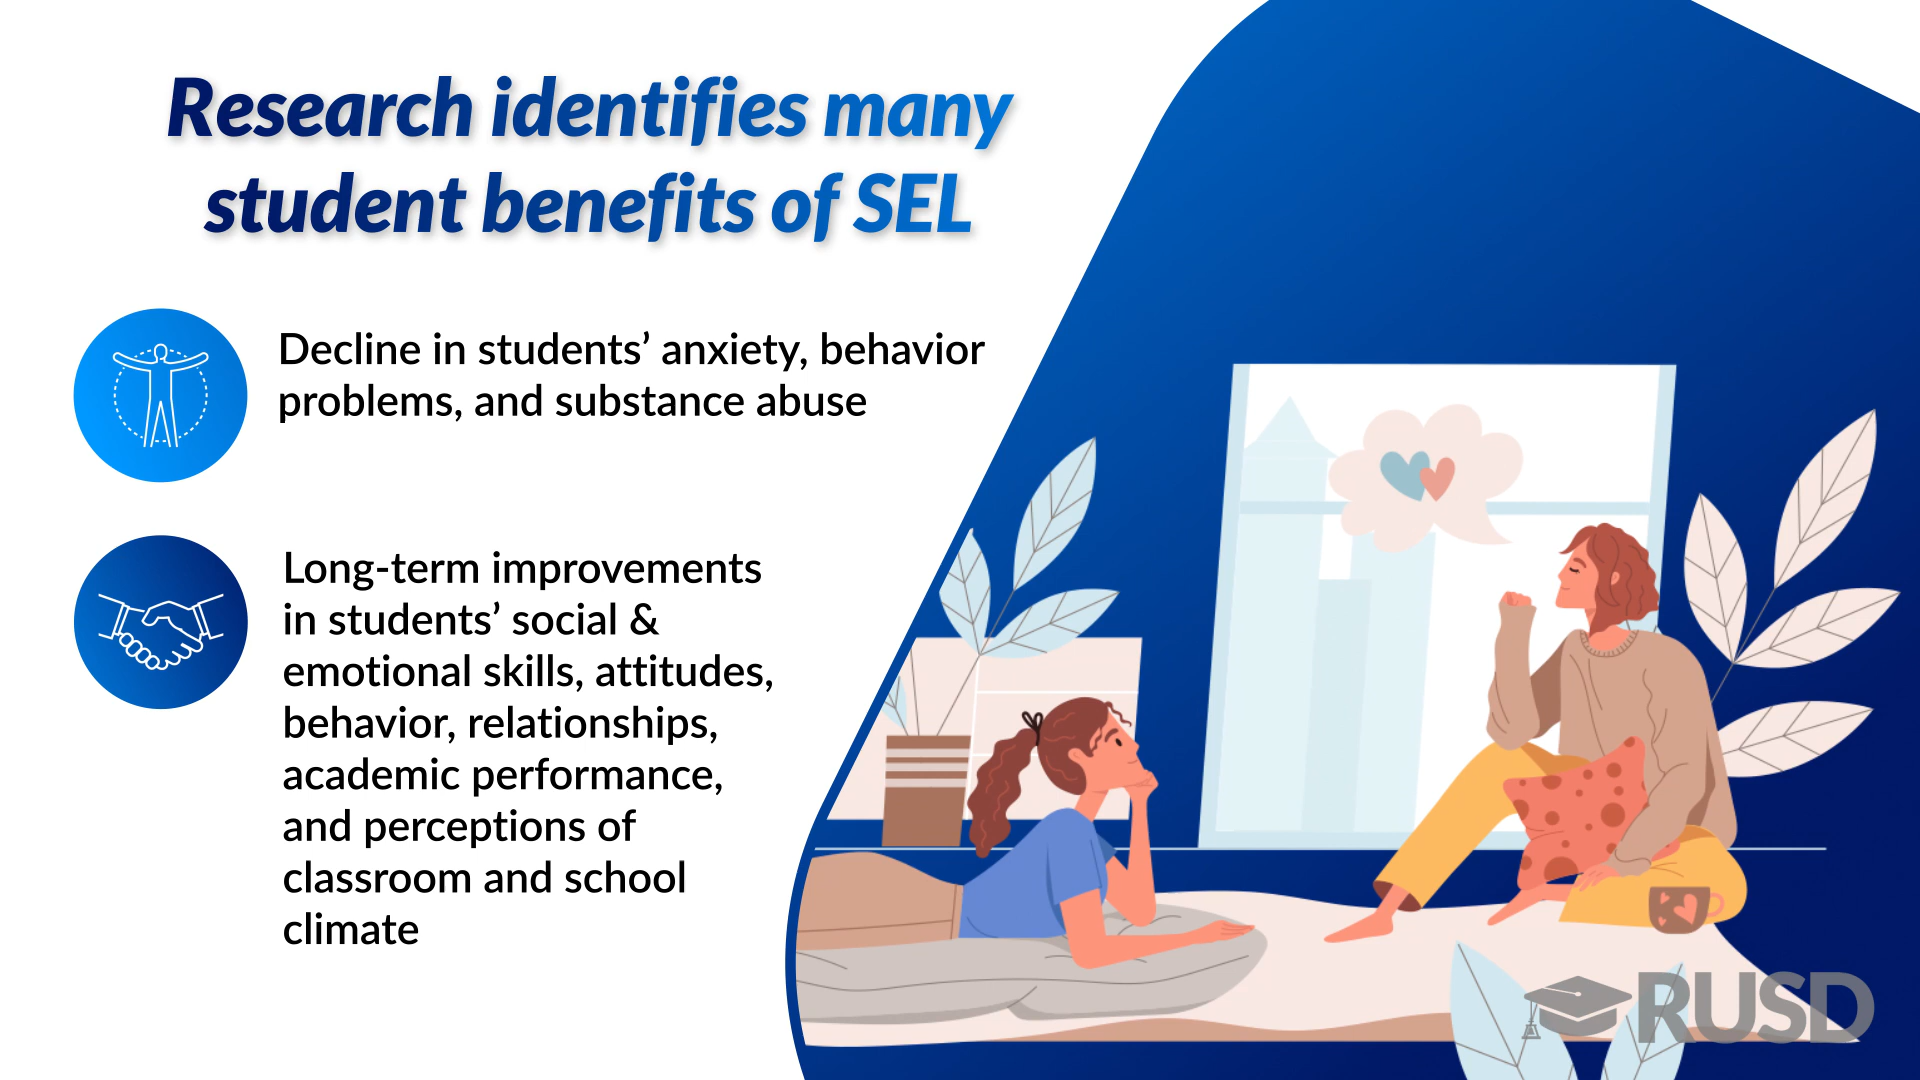 Research identifies many
student benefits of SEL
Decline in students’ anxiety, behavior
problems, and substance abuse
Long-term improvements
in students’ social &
emotional skills, attitudes,
behavior, relationships,
academic performance,
and perceptions of
classroom and school
climate
RUSD